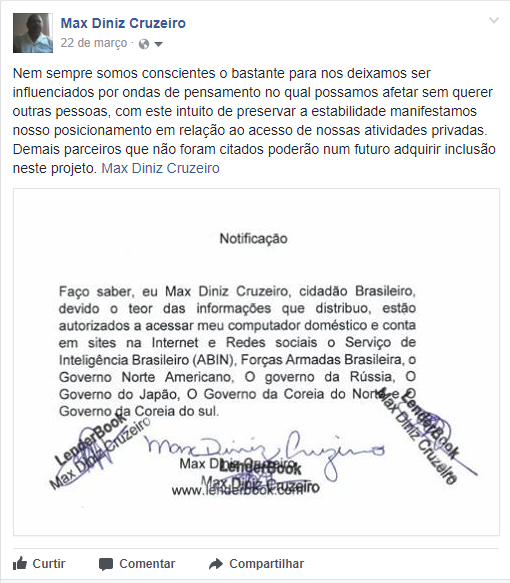 Max Diniz Cruzeiro
22 de março ·
Nem sempre somos conscientes o bastante para nos deixamos ser
influenciados por ondas de pensamento no qual possamos afetar sem querer
outras pessoas, com este intuito de preservar a estabilidade manifestamos
nosso posicionamento em relação ao acesso de nossas atividades privadas.
Demais parceiros que não foram citados poderão num futuro adquirir inclusão
neste projeto. Max Diniz Cruzeiro
Notificação
Faço saber, eu Max Diniz Cruzeiro, cidadão Brasileiro,
devido o teor das informações que distribuo, estão
autorizados a acessar meu computador doméstico e conta
em sites na Internet e Redes sociais o Serviço de
Inteligência Brasileiro (ABIN), Forças Armadas Brasileira, o
Governo Norte Americano, O governo da Rússia, O
Governo do Japão, O Governo da Coreia do Norte e O
Governo da Coreia do sul.
LenderBook
Max Diniz Cruzeiro
Max Diniz Cruzeiro
Max Diniz Cruzeiro
LenderBook
Max Diniz Cruzeiro
www.lenderbook.com
LenderBook
Max Diniz Cruzeiro
Curtir
Comentar
Compartilhar